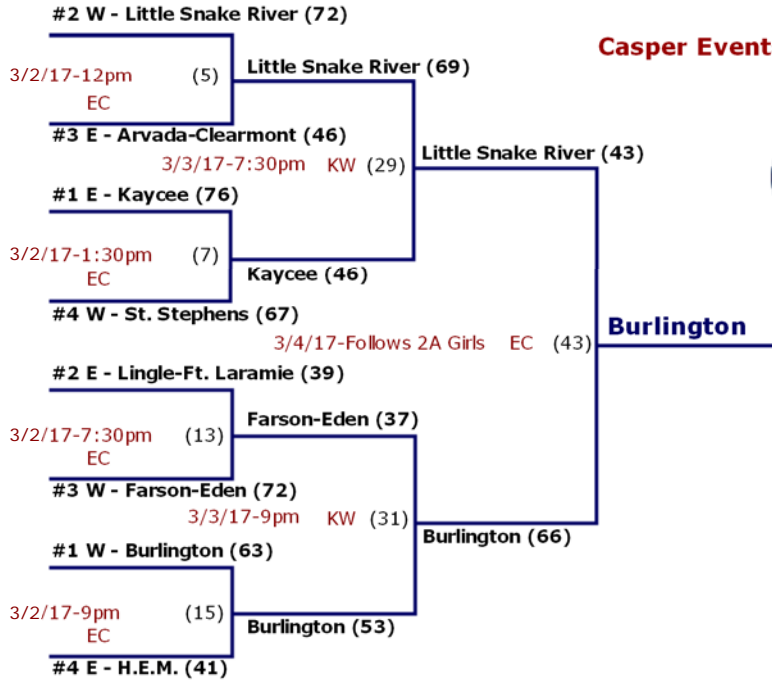 #2 W - Little Snake River (72)
Casper Event
Little Snake River (69)
3/2/17-12pm (5)
EC
#3 E - Arvada-Clearmont (46)
3/3/17-7:30pm KW (29)
Little Snake River (43)
#1 E - Kaycee (76)
3/2/17-1:30pm (7)
EC
Kaycee (46)
#4 W - St. Stephens (67)
3/4/17-Follows 2A Girls EC (43)
Burlington
#2 E - Lingle-Ft. Laramie (39)
Farson-Eden (37)
3/2/17-7:30pm (13)
EC
#3 W - Farson-Eden (72)
3/3/17-9pm KW (31)
Burlington (66)
#1 W - Burlington (63)
3/2/17-9pm (15)
EC
Burlington (53)
#4 E - H.E.M. (41)